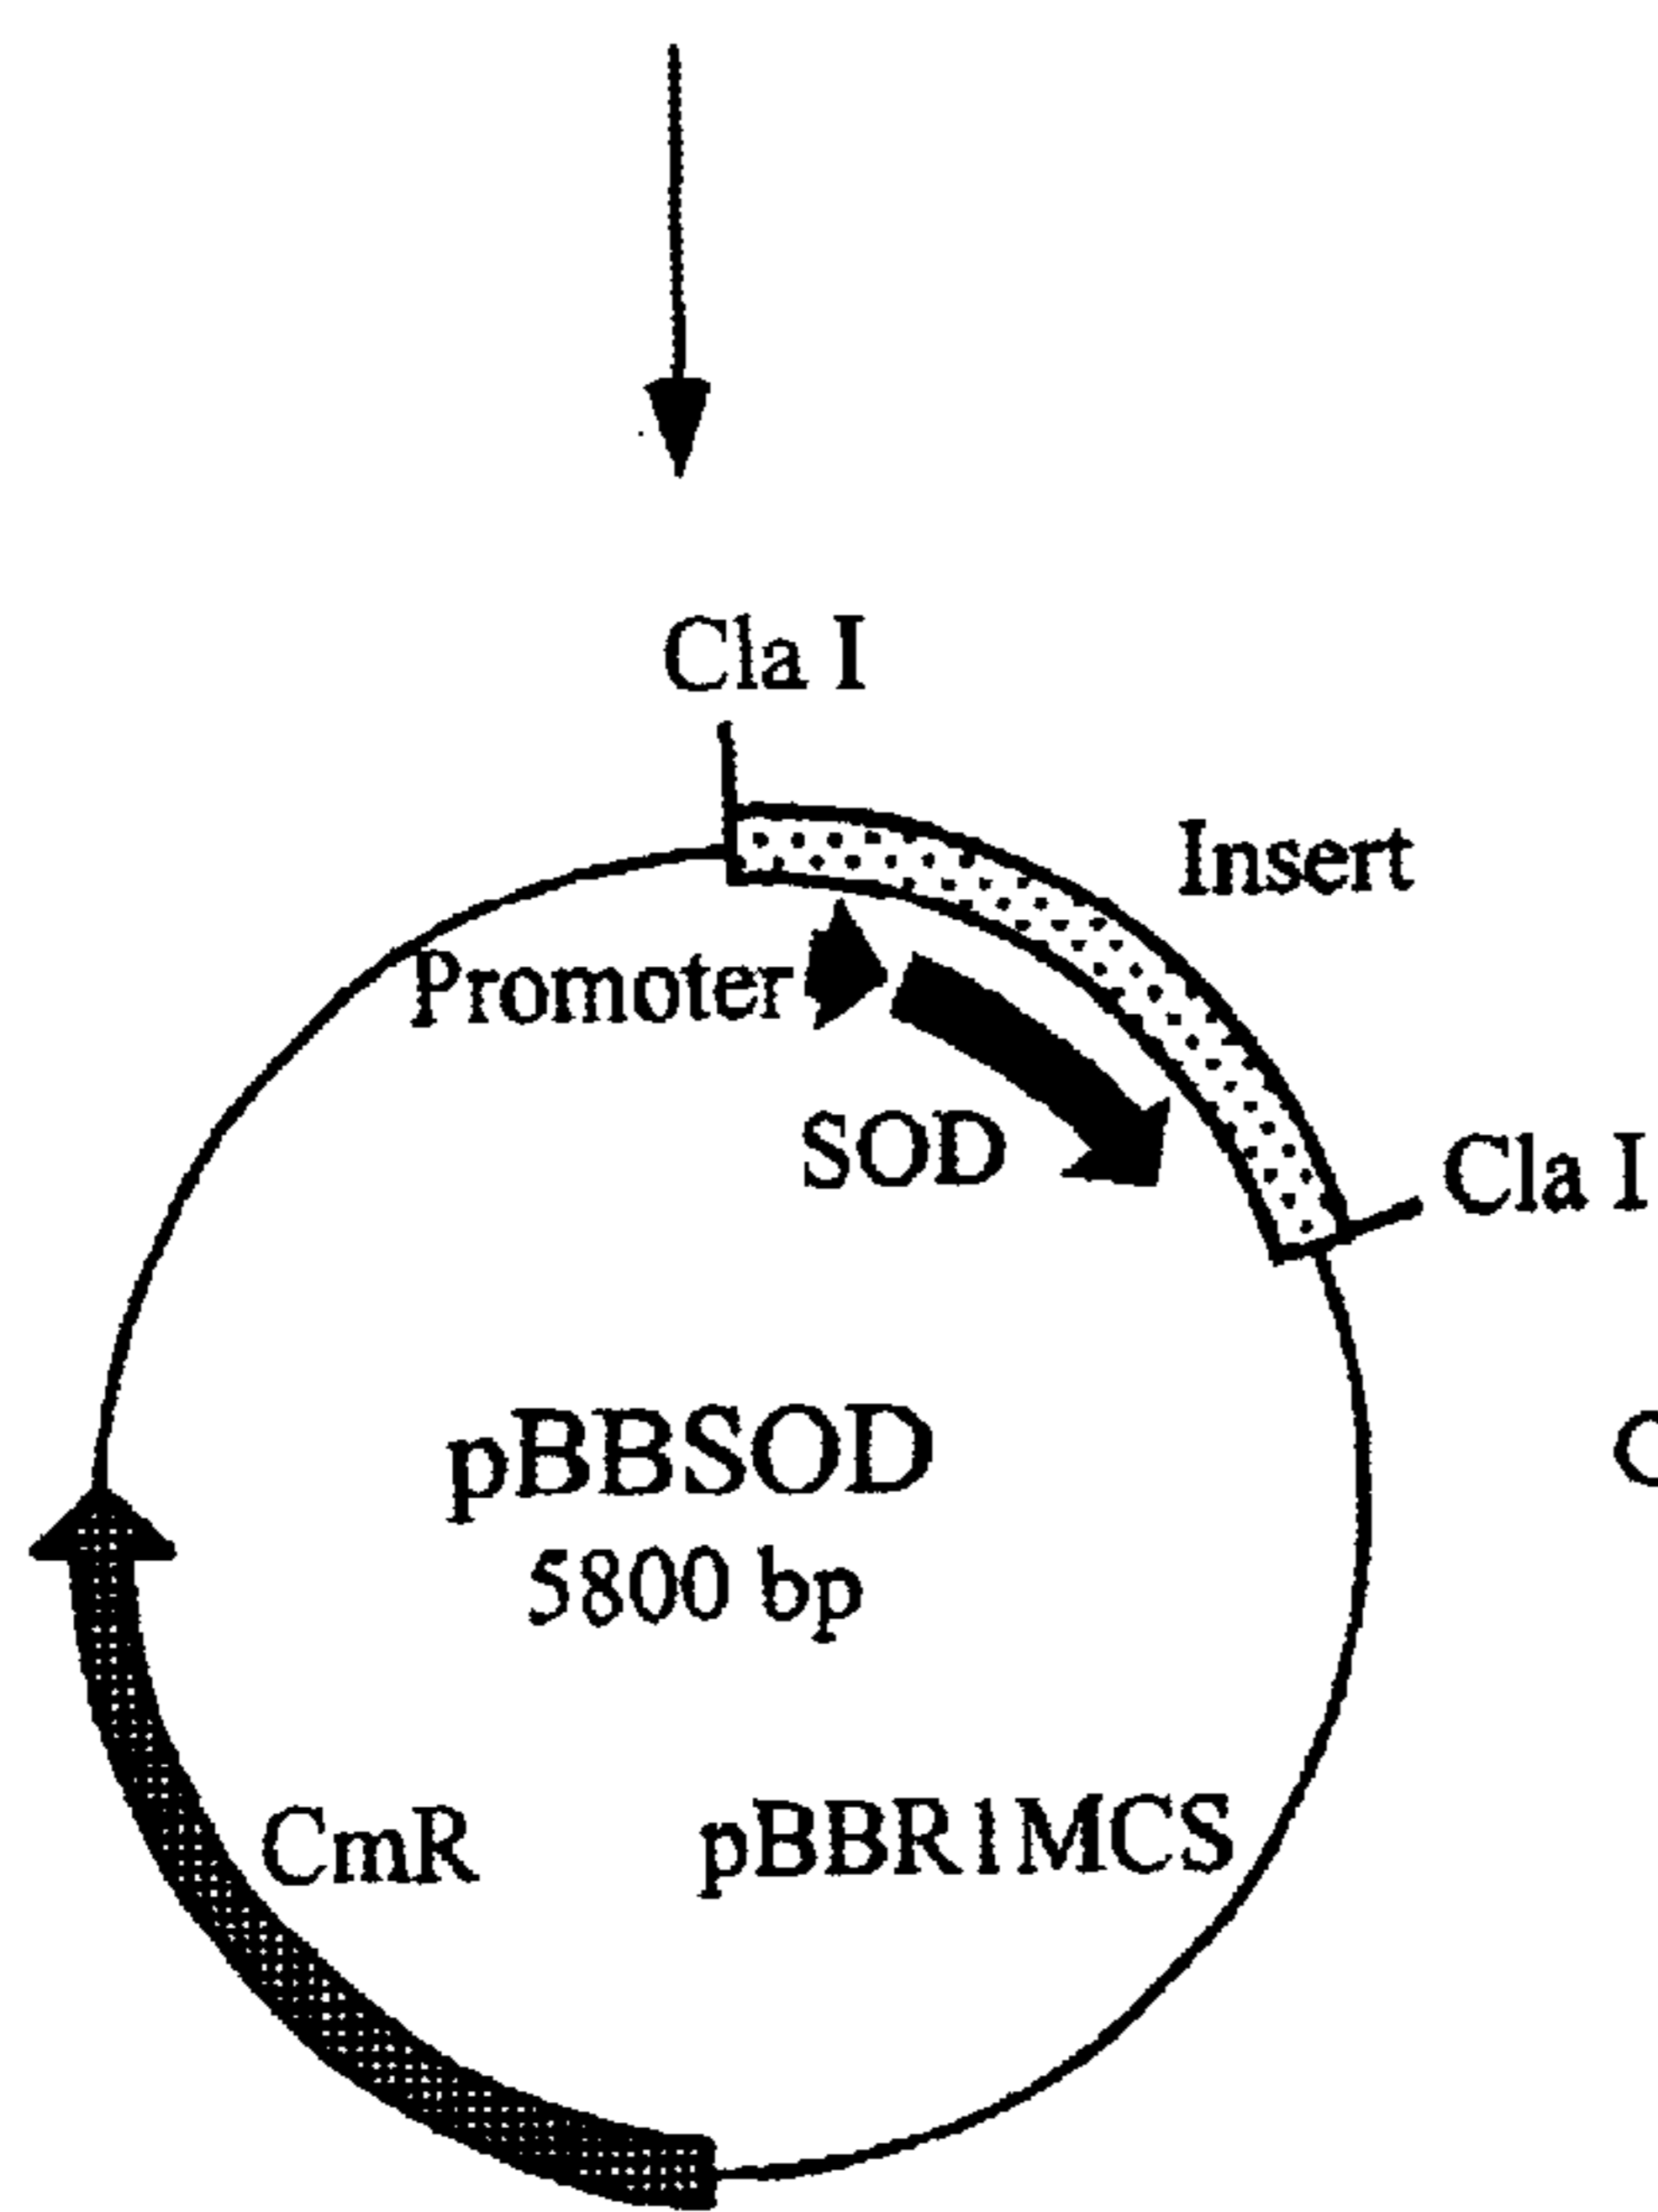 Cla I
Insert
Promoter
SOD
Cla I
pBBSOD
5800 bp
CmR
pBBR1MCS